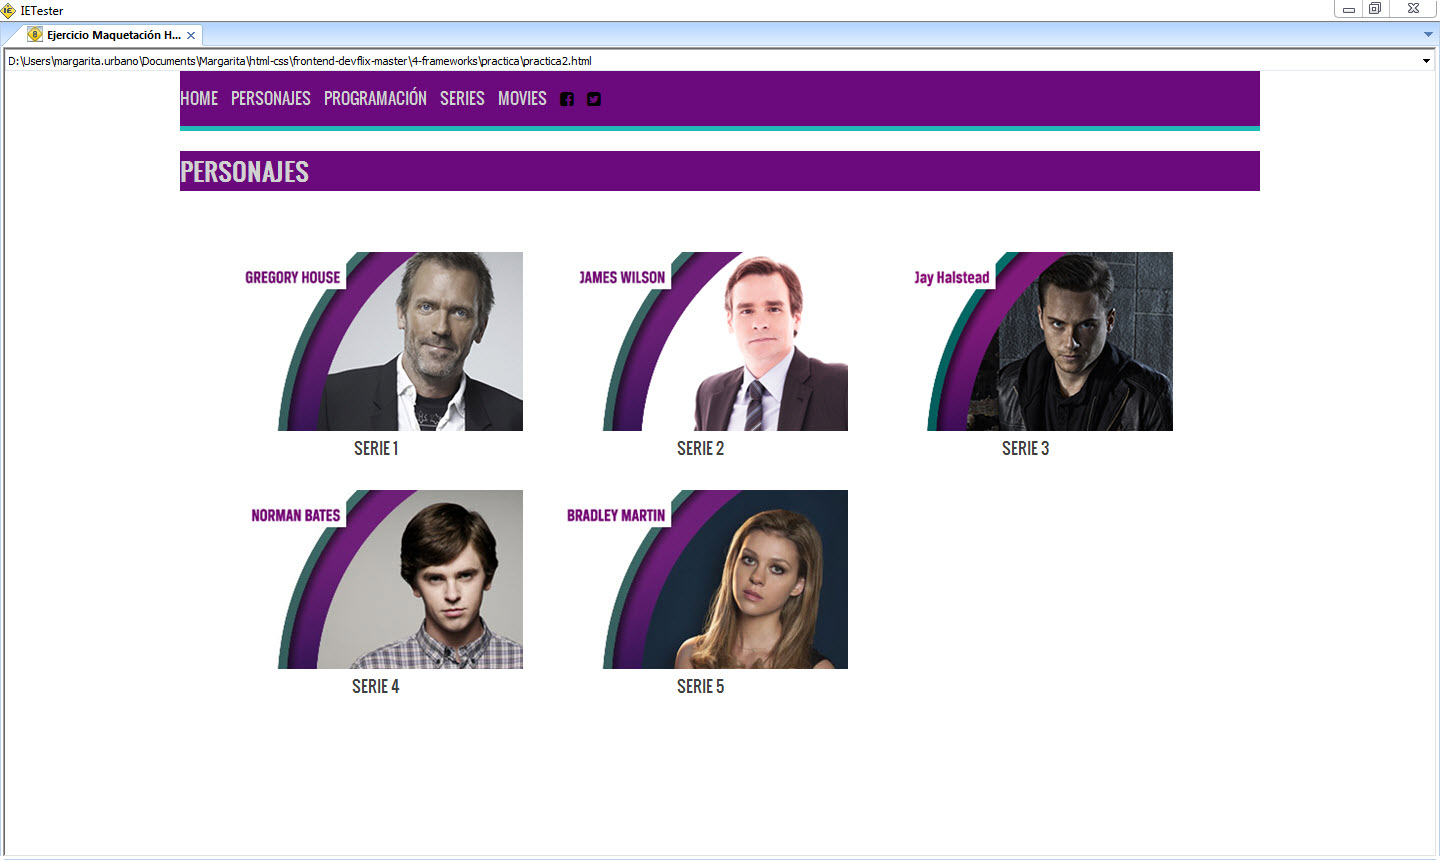 IETester
Ejercicio Maquetación H...
D:\Users\margarita.urbano\Documents\Margarita\html-css\frontend-devflix-master\4-frameworks\practica\practica2.html
HOME PERSONAJES PROGRAMACIÓN SERIES MOVIES
PERSONAJES
GREGORY HOUSE JAMES WILSON Jay Halstead
SERIE 1 SERIE 2 SERIE 3
NORMAN BATES BRADLEY MARTIN
SERIE 4 SERIE 5